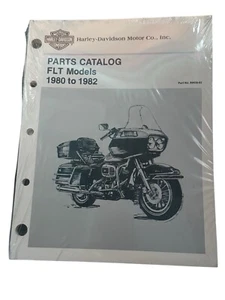 Harley-Davidson Motor Co., Inc.
PARTS CATALOG
FLT Models
1980 to 1982